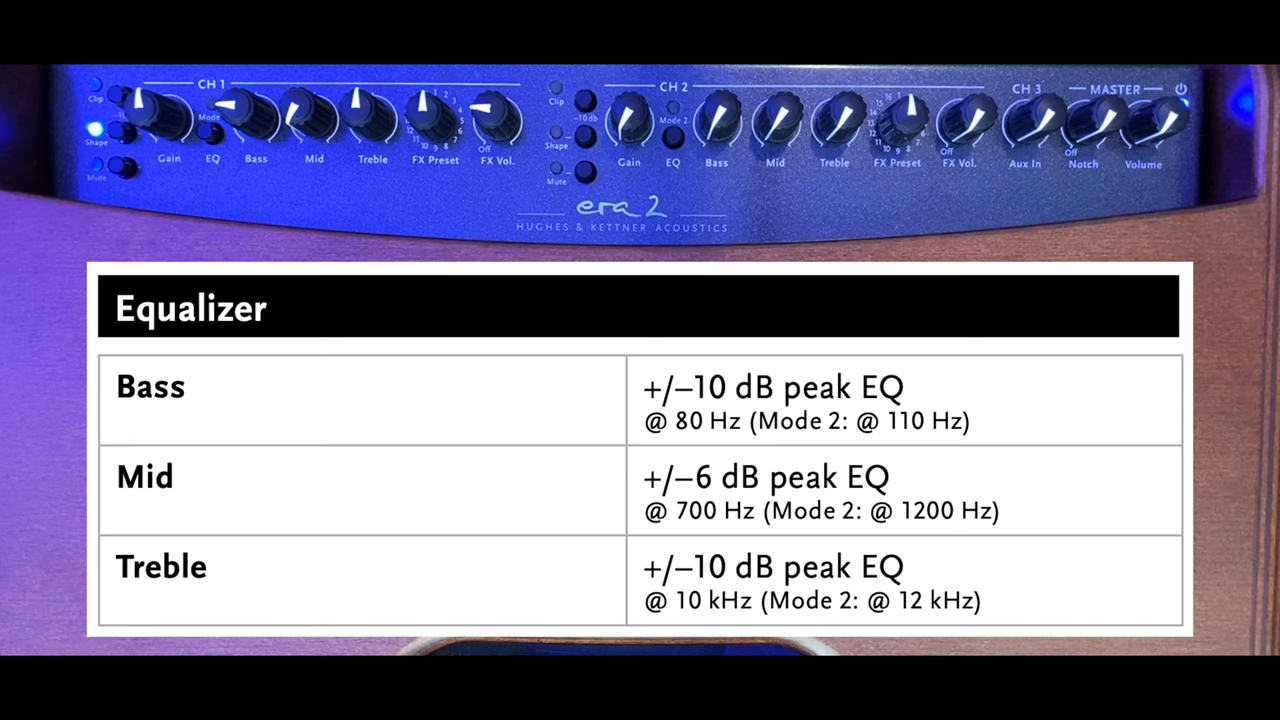 CH 1
CH 2
CH 3
MASTER
Clip
Shape
Mute
Mode
Gain
EQ
Bass
Mid
Treble
FX Preset
Off
FX Vol.
Clip
-10db
Shape
Mute
Mode 2
Gain
EQ
Bass
Mid
Treble
FX Preset
Off
FX Vol.
Aux In
Off
Notch
Volume
era 2
HUGHES & KETTNER ACOUSTICS
Equalizer
Bass
+/–10 dB peak EQ
@ 80 Hz (Mode 2: @ 110 Hz)
Mid
+/–6 dB peak EQ
@ 700 Hz (Mode 2: @ 1200 Hz)
Treble
+/–10 dB peak EQ
@ 10 kHz (Mode 2: @ 12 kHz)